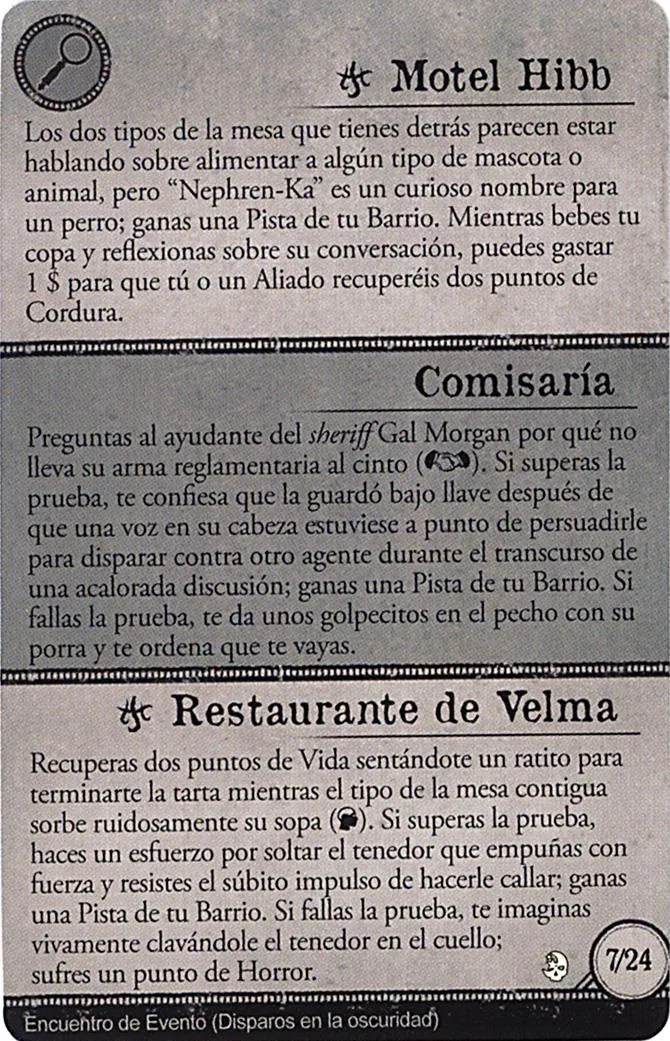 Motel Hibb
Los dos tipos de la mesa que tienes detrás parecen estar
hablando sobre alimentar a algún tipo de mascota o
animal, pero “Nephren-Ka” es un curioso nombre para
un perro; ganas una Pista de tu Barrio. Mientras bebes tu
copa y reflexionas sobre su conversación, puedes gastar
1 $ para que tú o un Aliado recuperéis dos puntos de
Cordura.
Comisaría
Preguntas al ayudante del sheriff Gal Morgan por qué no
lleva su arma reglamentaria al cinto ( ). Si superas la
prueba, te confiesa que la guardó bajo llave después de
que una voz en su cabeza estuviese a punto de persuadirle
para disparar contra otro agente durante el transcurso de
una acalorada discusión; ganas una Pista de tu Barrio. Si
fallas la prueba, te da unos golpecitos en el pecho con su
porra y te ordena que te vayas.
Restaurante de Velma
Recuperas dos puntos de Vida sentándote un ratito para
terminarte la tarta mientras el tipo de la mesa contigua
sorbe ruidosamente su sopa ( ). Si superas la prueba,
haces un esfuerzo por soltar el tenedor que empuñas con
fuerza y resistes el súbito impulso de hacerle callar; ganas
una Pista de tu Barrio. Si fallas la prueba, te imaginas
vivamente clavándole el tenedor en el cuello;
sufres un punto de Horror.
7/24
Encuentro de Evento (Disparos en la oscuridad)